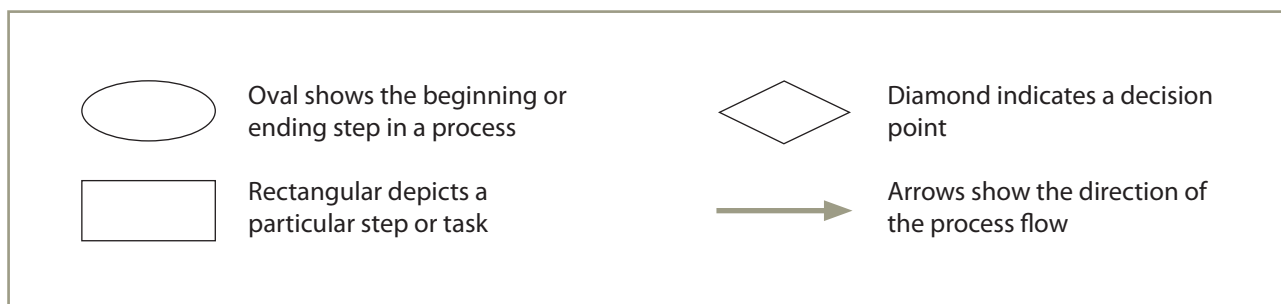 Oval shows the beginning or
ending step in a process
Diamond indicates a decision
point
Rectangular depicts a
particular step or task
Arrows show the direction of
the process flow